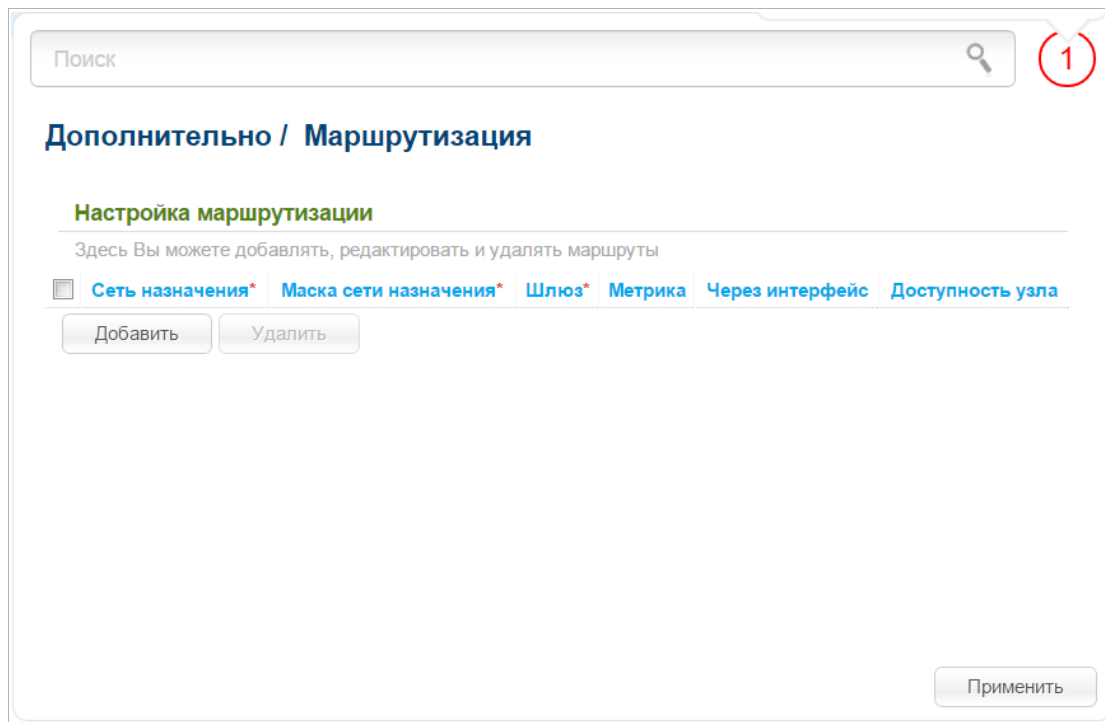 Поиск
1
Дополнительно / Маршрутизация
Настройка маршрутизации
Здесь Вы можете добавлять, редактировать и удалять маршруты
Сеть назначения* Маска сети назначения* Шлюз* Метрика Через интерфейс Доступность узла
Добавить Удалить
Применить